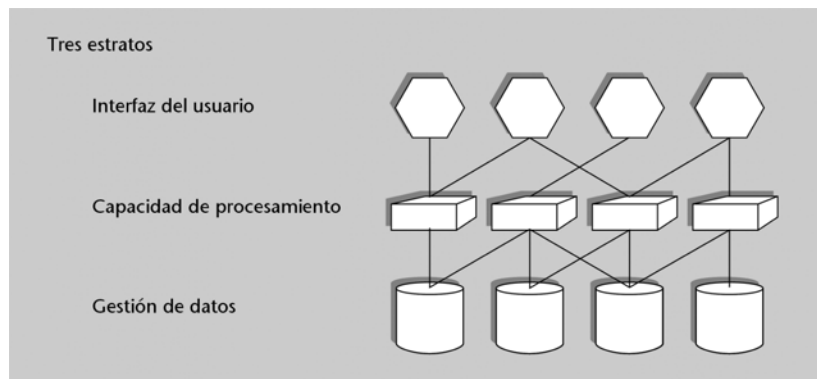 Tres estratos
Interfaz del usuario
Capacidad de procesamiento
Gestión de datos